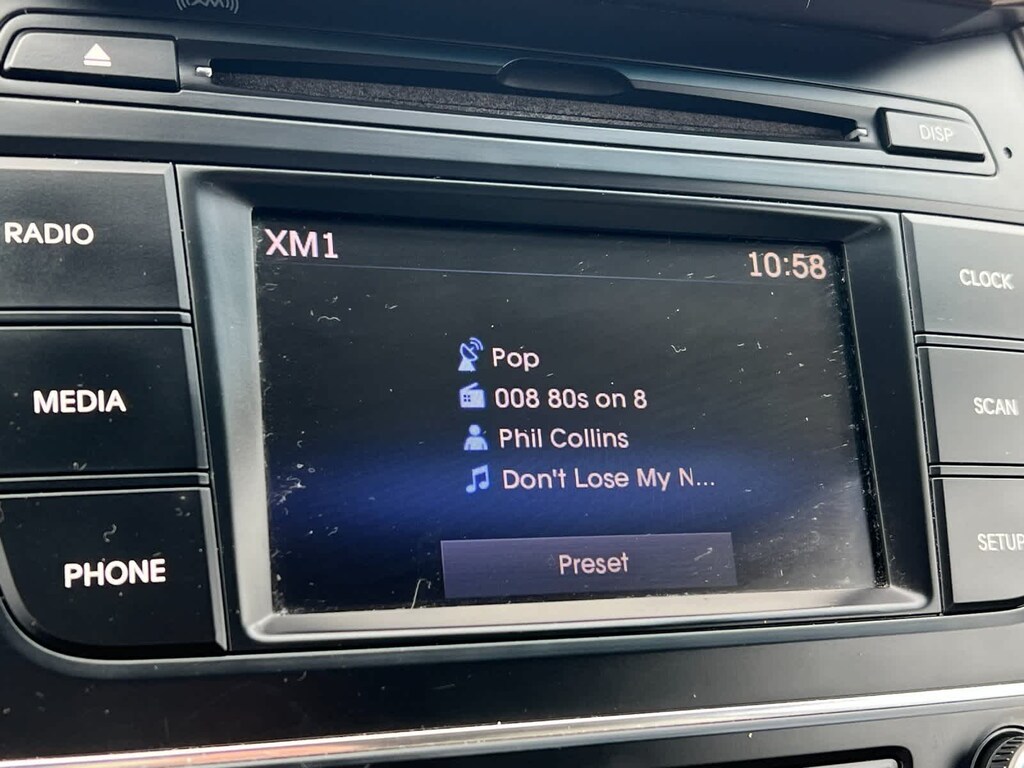 ((XM))
DISP
RADIO
MEDIA
PHONE
XM1
10:58
Pop
008 80s on 8
Phil Collins
Don't Lose My N...
Preset
CLOCK
SCAN
SETUP